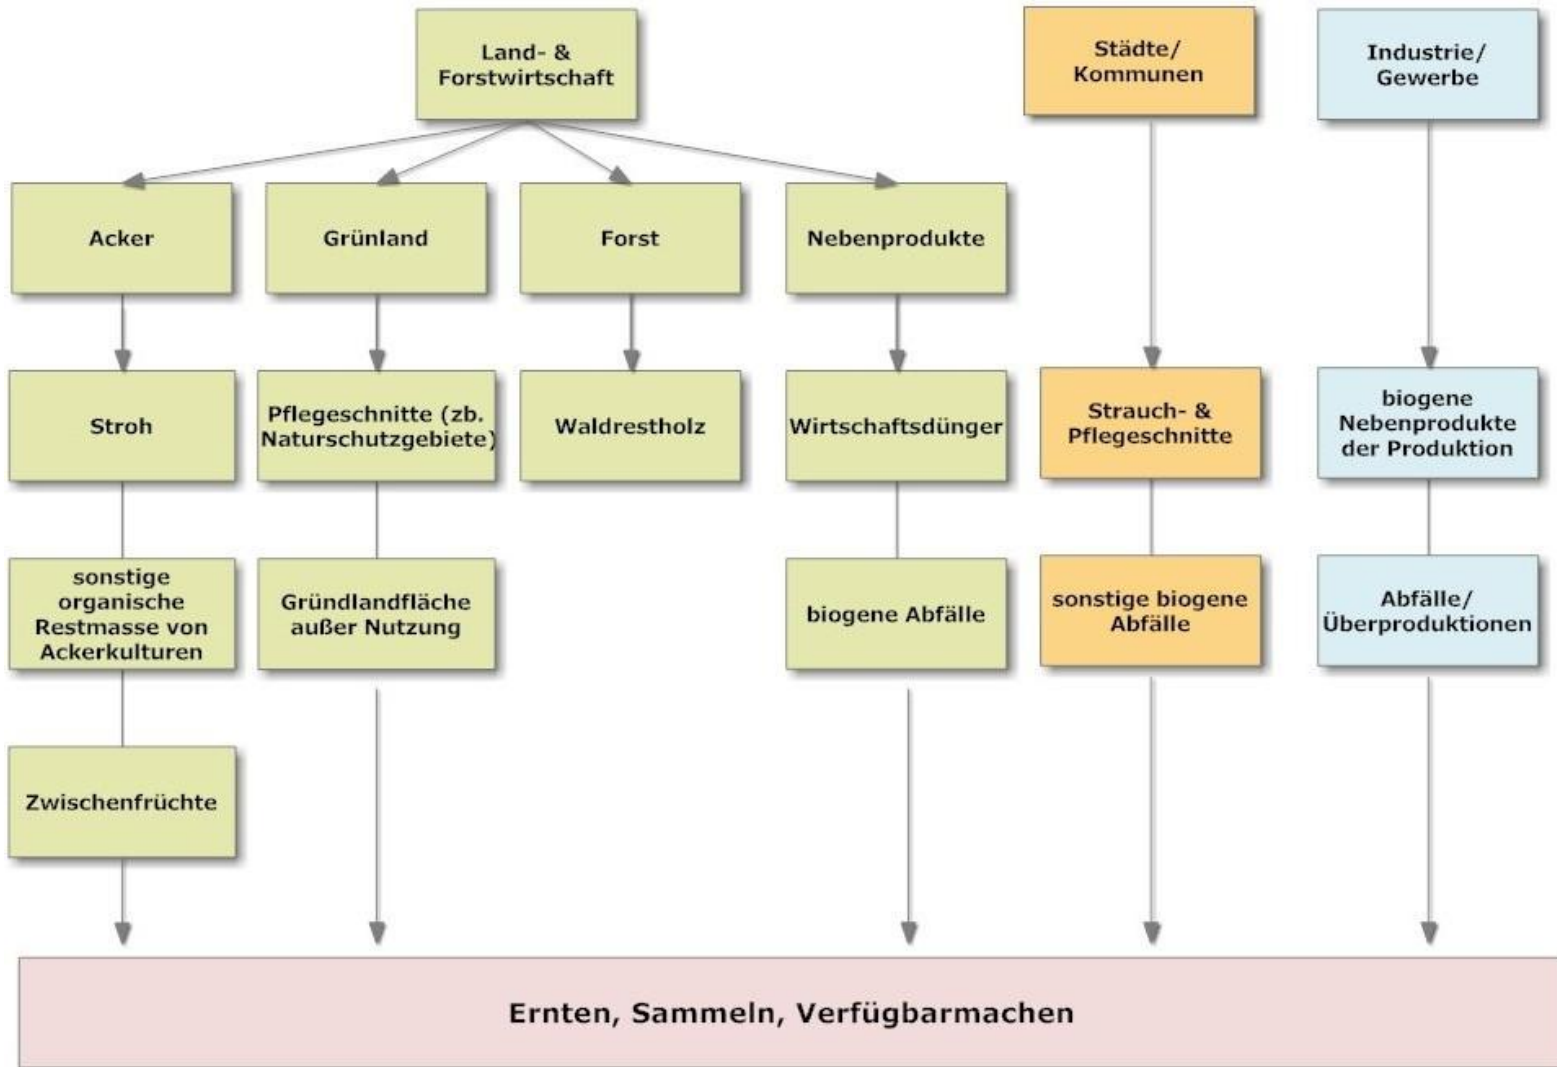 Land- &
Forstwirtschaft
Städte/
Kommunen
Industrie/
Gewerbe
Acker
Grünland
Forst
Nebenprodukte
Stroh
Pflegeschnitte (zb.
Naturschutzgebiete)
Waldrestholz
Wirtschaftsdünger
Strauch- &
Pflegeschnitte
biogene
Nebenprodukte
der Produktion
sonstige
organische
Restmasse von
Ackerkulturen
Gründlandfläche
außer Nutzung
biogene Abfälle
sonstige biogene
Abfälle
Abfälle/
Überproduktionen
Zwischenfrüchte
Ernten, Sammeln, Verfügbarmachen